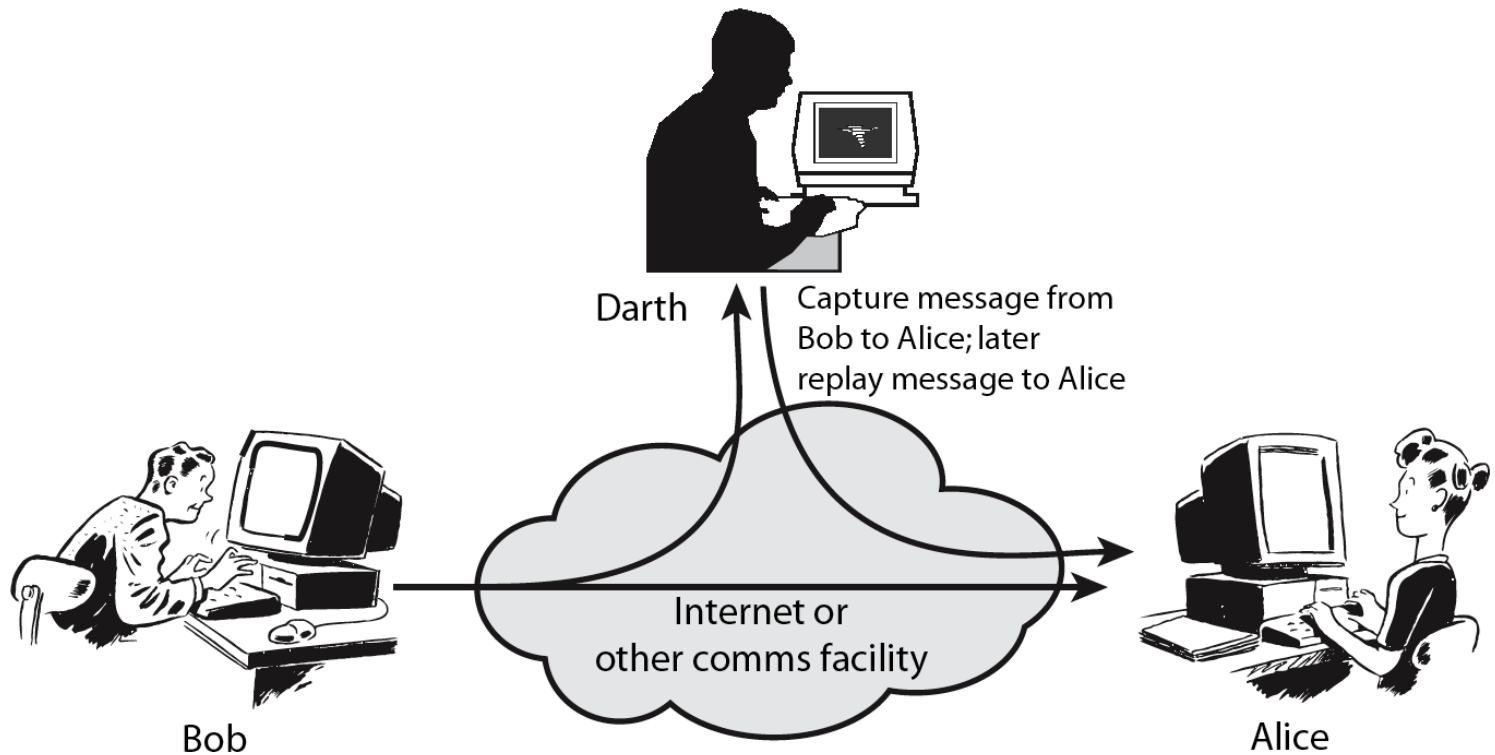 Darth
Capture message from
Bob to Alice; later
replay message to Alice
Internet or
other comms facility
Bob
Alice